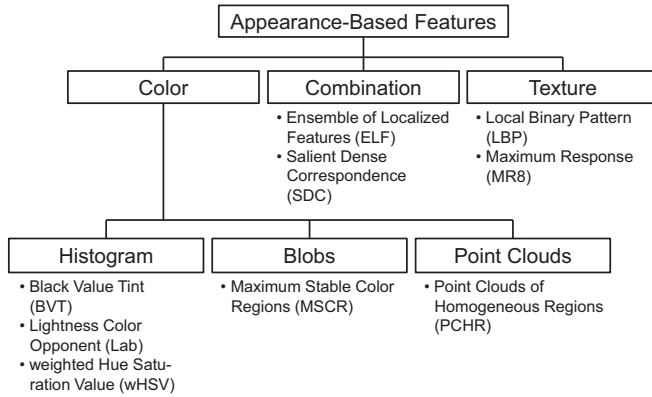 Appearance-Based Features
Color
Combination
Texture
• Ensemble of Localized
Features (ELF)
• Salient Dense
Correspondence
(SDC)
• Local Binary Pattern
(LBP)
• Maximum Response
(MR8)
Histogram
Blobs
Point Clouds
• Black Value Tint
(BVT)
• Lightness Color
Opponent (Lab)
• weighted Hue Satu-
ration Value (wHSV)
• Maximum Stable Color
Regions (MSCR)
• Point Clouds of
Homogeneous Regions
(PCHR)